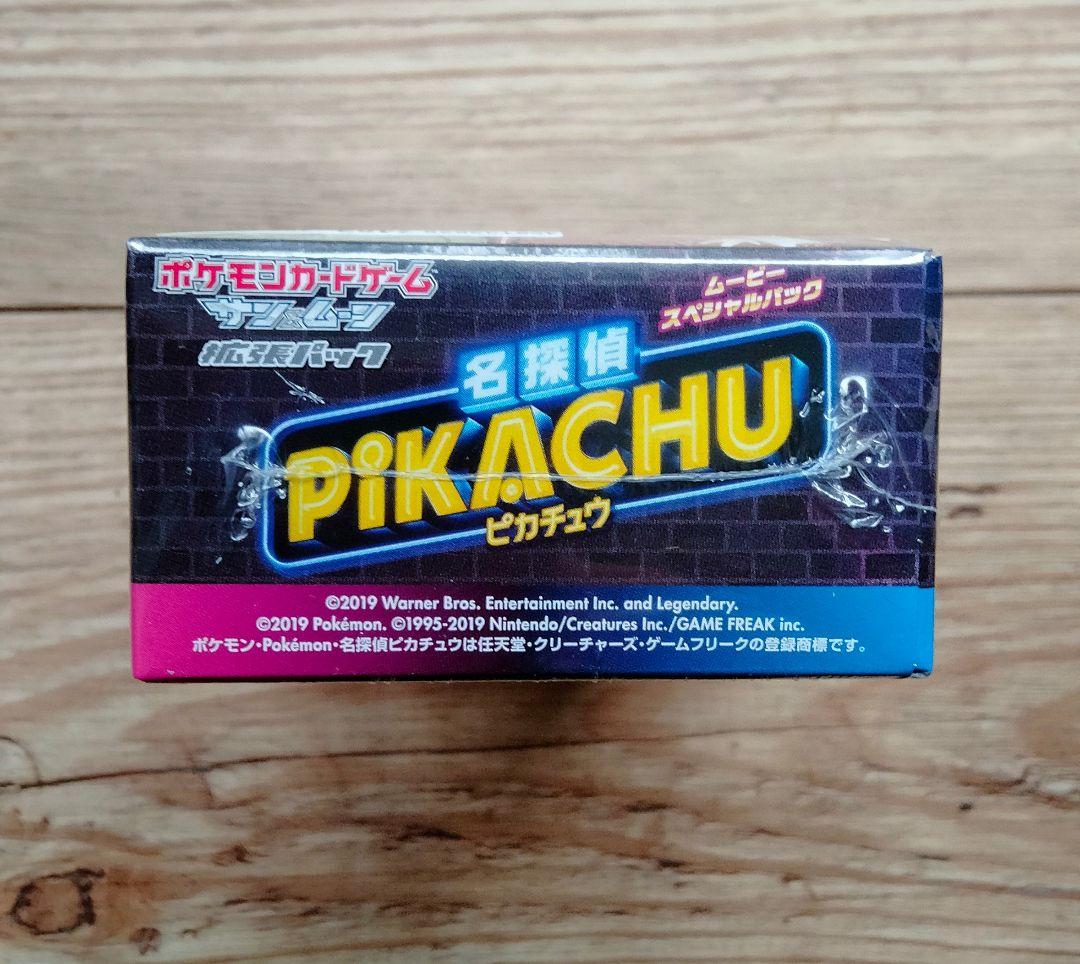 ポケモンカードゲーム
サン&ムーン
拡張パック
ムービー
スペシャルパック
名探偵
PiKACHU
ピカチュウ
©2019 Warner Bros. Entertainment Inc. and Legendary.
©2019 Pokémon. ©1995-2019 Nintendo/Creatures Inc./GAME FREAK inc.
ポケモン・Pokémon・名探偵ピカチュウは任天堂・クリーチャーズ・ゲームフリークの登録商標です。